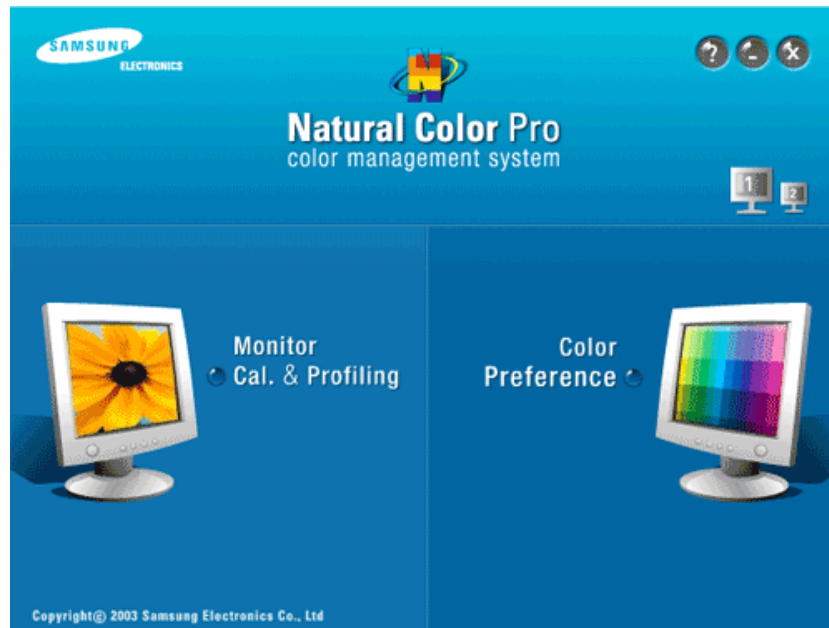 SAMSUNG
ELECTRONICS
?
-
x
N
Natural Color Pro
color management system
1
2
Monitor
Cal. & Profiling
Color
Preference
Copyright© 2003 Samsung Electronics Co., Ltd